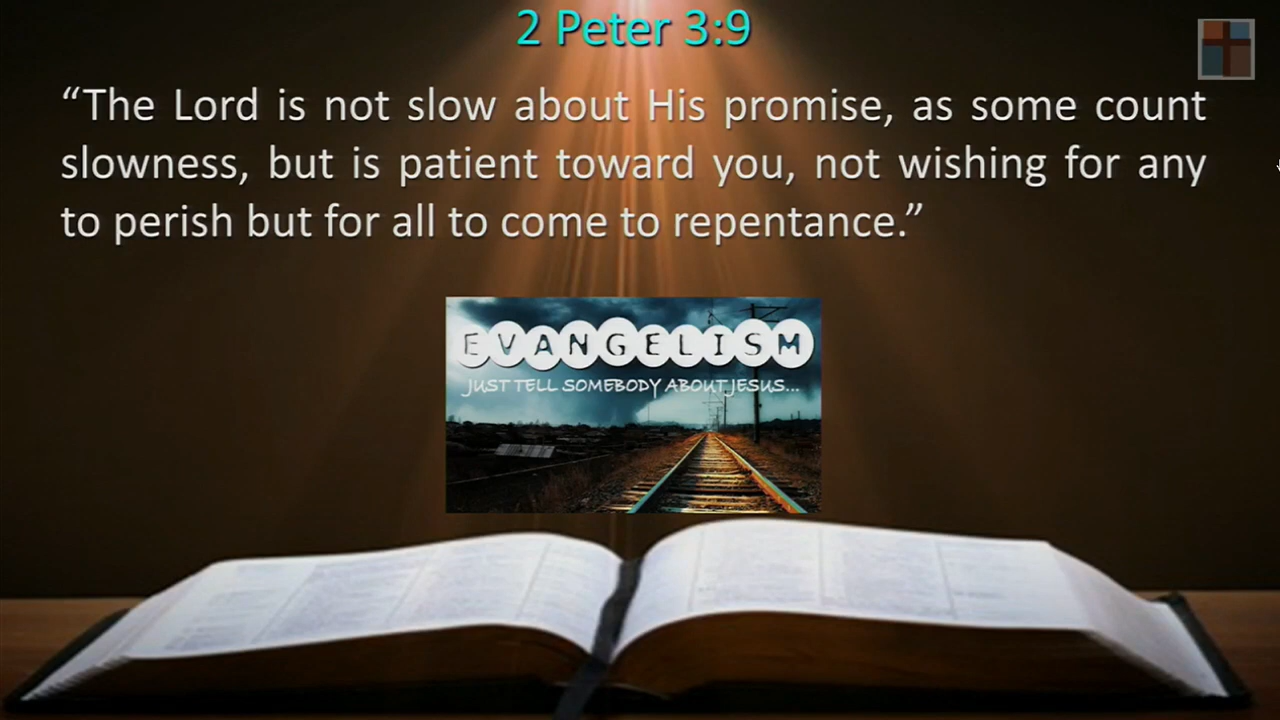 2 Peter 3:9
“The Lord is not slow about His promise, as some count
slowness, but is patient toward you, not wishing for any
to perish but for all to come to repentance.”
EVANGELISM
JUST TELL SOMEBODY ABOUT JESUS...